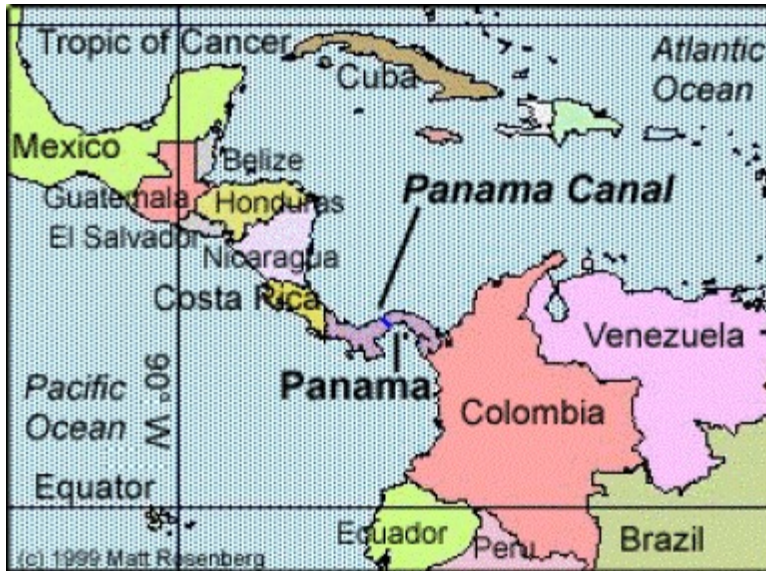 Tropic of Cancer
Cuba
Atlantic
Ocean
Mexico
Belize
Panama Canal
Guatemala
Honduras
El Salvador
Nicaragua
Costa Rica
Venezuela
Pacific
Ocean
90° W
Panama
Colombia
Equator
Ecuador
Peru
Brazil
(c) 1999 Matt Rosenberg